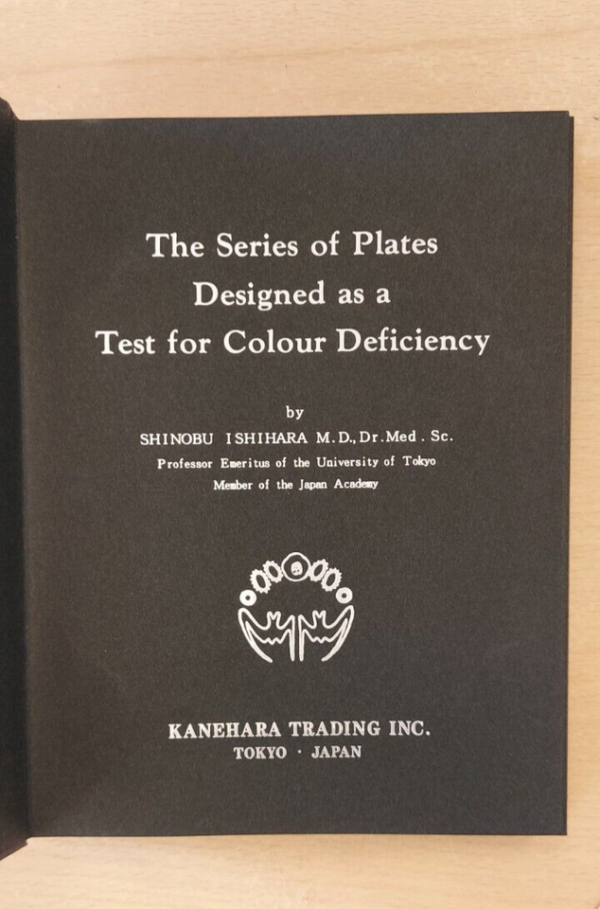 The Series of Plates
Designed as a
Test for Colour Deficiency
by
SHINOBU ISHIHARA M.D., Dr.Med. Sc.
Professor Emeritus of the University of Tokyo
Member of the Japan Academy
KANEHARA TRADING INC.
TOKYO · JAPAN